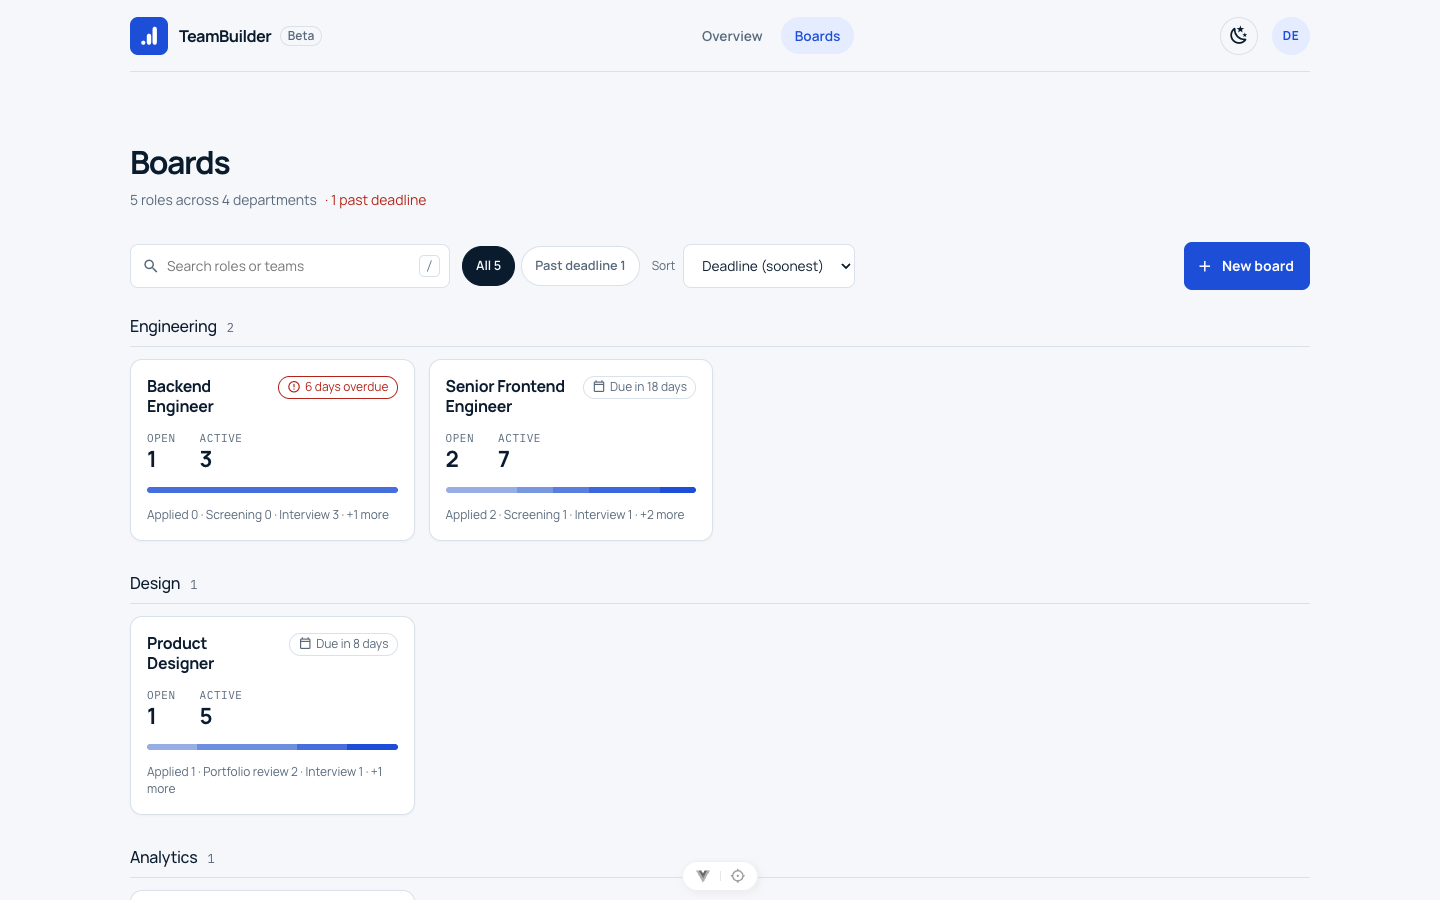 TeamBuilder Beta Overview Boards DE
Boards
5 roles across 4 departments · 1 past deadline
Search roles or teams / All 5 Past deadline 1 Sort Deadline (soonest) + New board
Engineering 2
Backend Engineer 6 days overdue
OPEN ACTIVE
1 3
Applied 0 · Screening 0 · Interview 3 · +1 more
Senior Frontend Engineer Due in 18 days
OPEN ACTIVE
2 7
Applied 2 · Screening 1 · Interview 1 · +2 more
Design 1
Product Designer Due in 8 days
OPEN ACTIVE
1 5
Applied 1 · Portfolio review 2 · Interview 1 · +1
more
Analytics 1